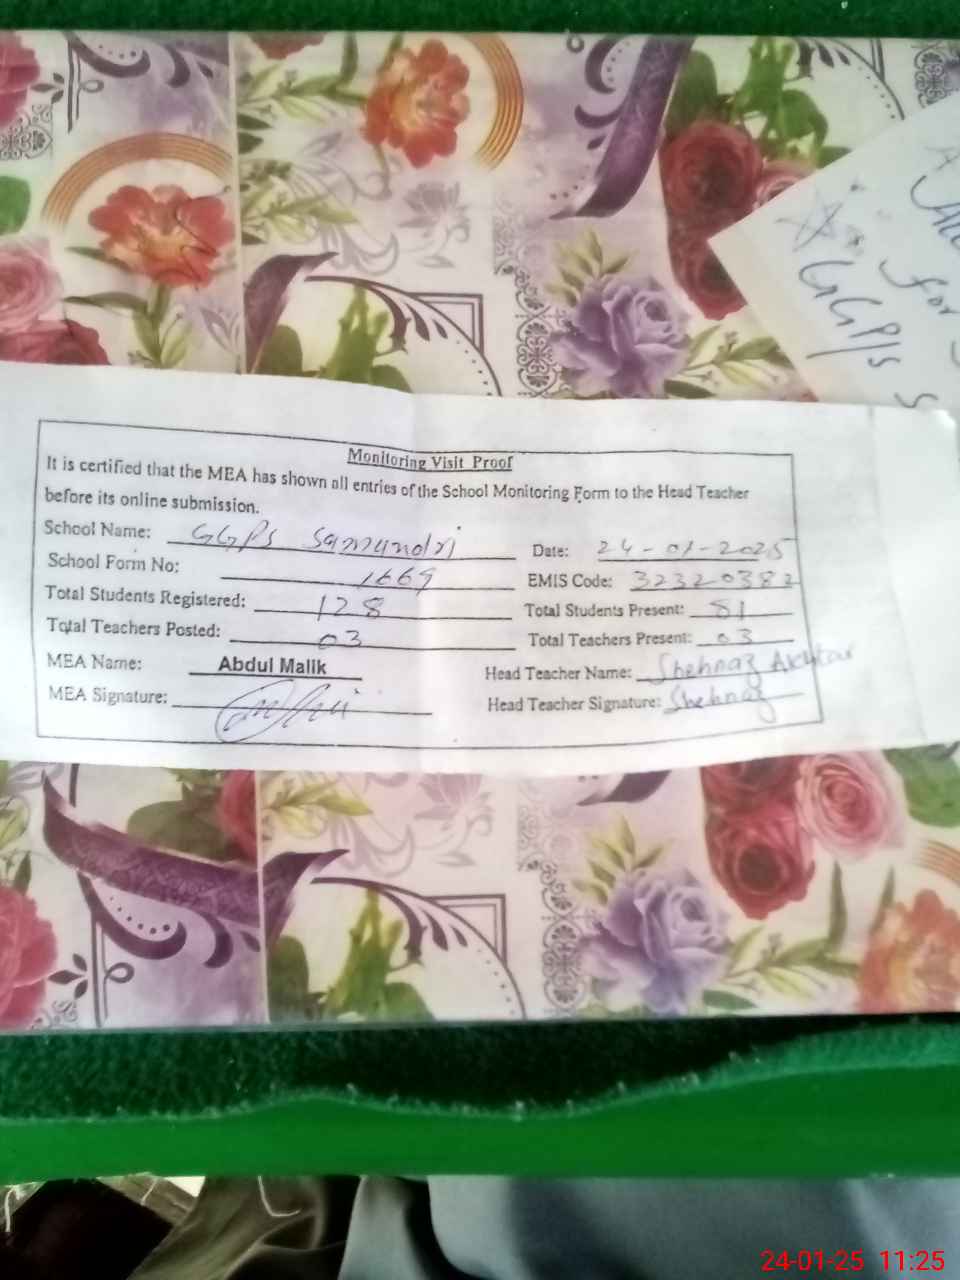 for
GGP/s
Monitoring Visit Proof
It is certified that the MEA has shown all entries of the School Monitoring Form to the Head Teacher
before its online submission.
School Name: GGPS Samundri Date: 24-01-2025
School Form No: 1669 EMIS Code: 32320382
Total Students Registered: 128 Total Students Present: 81
Total Teachers Posted: 03 Total Teachers Present: 03
MEA Name: Abdul Malik Head Teacher Name: Shehnaz Akhtar
MEA Signature: Head Teacher Signature: Shehnaz
24-01-25 11:25